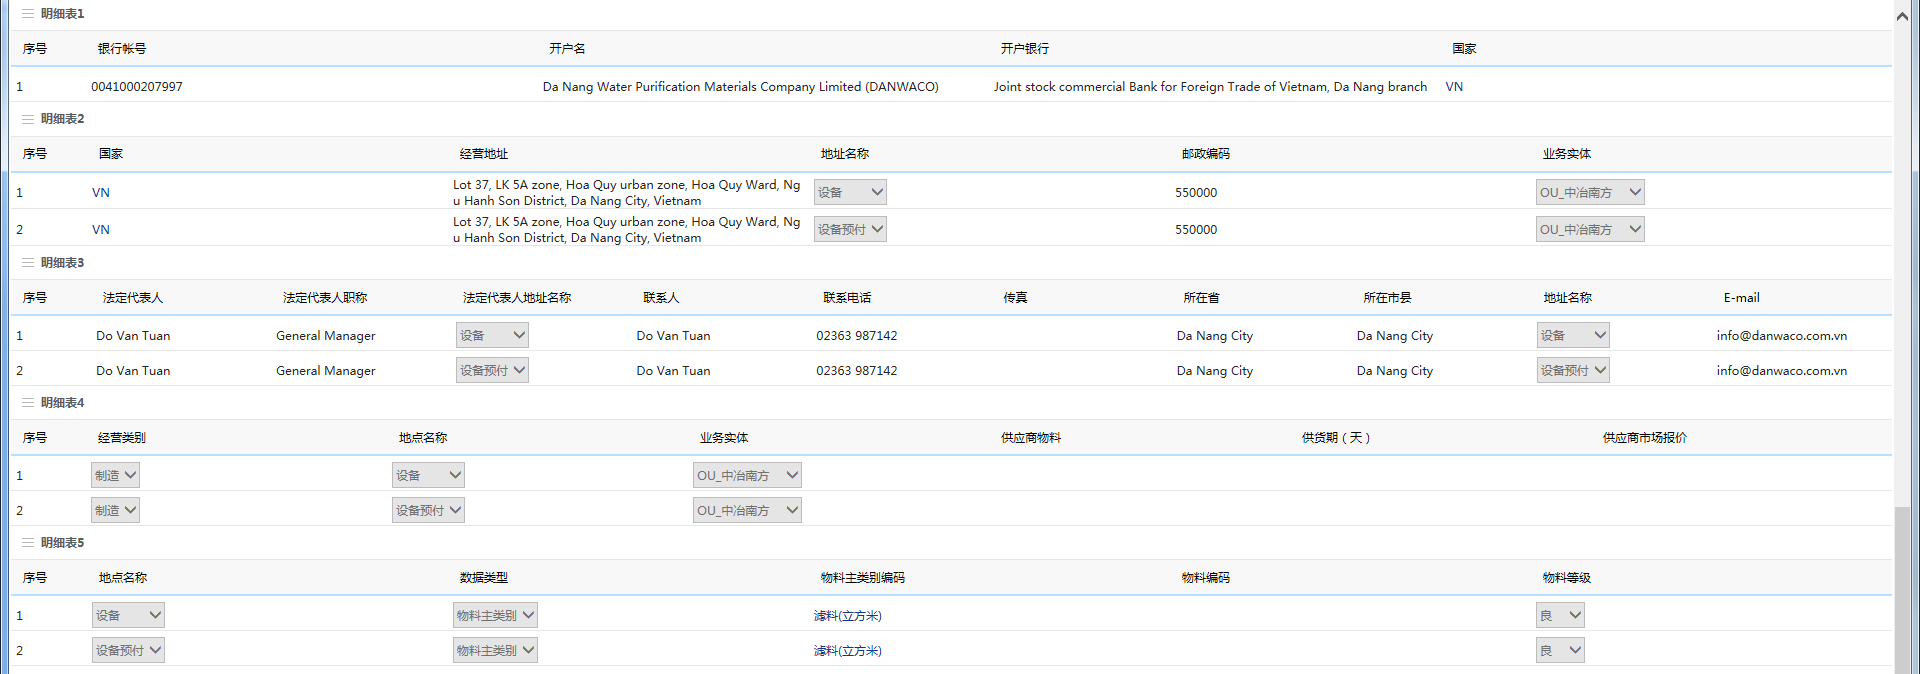 明细表1
序号 银行帐号 开户名 开户银行 国家
1 0041000207997 Da Nang Water Purification Materials Company Limited (DANWACO) Joint stock commercial Bank for Foreign Trade of Vietnam, Da Nang branch VN
明细表2
序号 国家 经营地址 地址名称 邮政编码 业务实体
1 VN Lot 37, LK 5A zone, Hoa Quy urban zone, Hoa Quy Ward, Ng
u Hanh Son District, Da Nang City, Vietnam 设备 550000 OU_中冶南方
2 VN Lot 37, LK 5A zone, Hoa Quy urban zone, Hoa Quy Ward, Ng
u Hanh Son District, Da Nang City, Vietnam 设备预付 550000 OU_中冶南方
明细表3
序号 法定代表人 法定代表人职称 法定代表人地址名称 联系人 联系电话 传真 所在省 所在市县 地址名称 E-mail
1 Do Van Tuan General Manager 设备 Do Van Tuan 02363 987142 Da Nang City Da Nang City 设备 info@danwaco.com.vn
2 Do Van Tuan General Manager 设备预付 Do Van Tuan 02363 987142 Da Nang City Da Nang City 设备预付 info@danwaco.com.vn
明细表4
序号 经营类别 地点名称 业务实体 供应商物料 供货期（天） 供应商市场报价
1 制造 设备 OU_中冶南方
2 制造 设备预付 OU_中冶南方
明细表5
序号 地点名称 数据类型 物料主类别编码 物料编码 物料等级
1 设备 物料主类别 滤料(立方米) 良
2 设备预付 物料主类别 滤料(立方米) 良